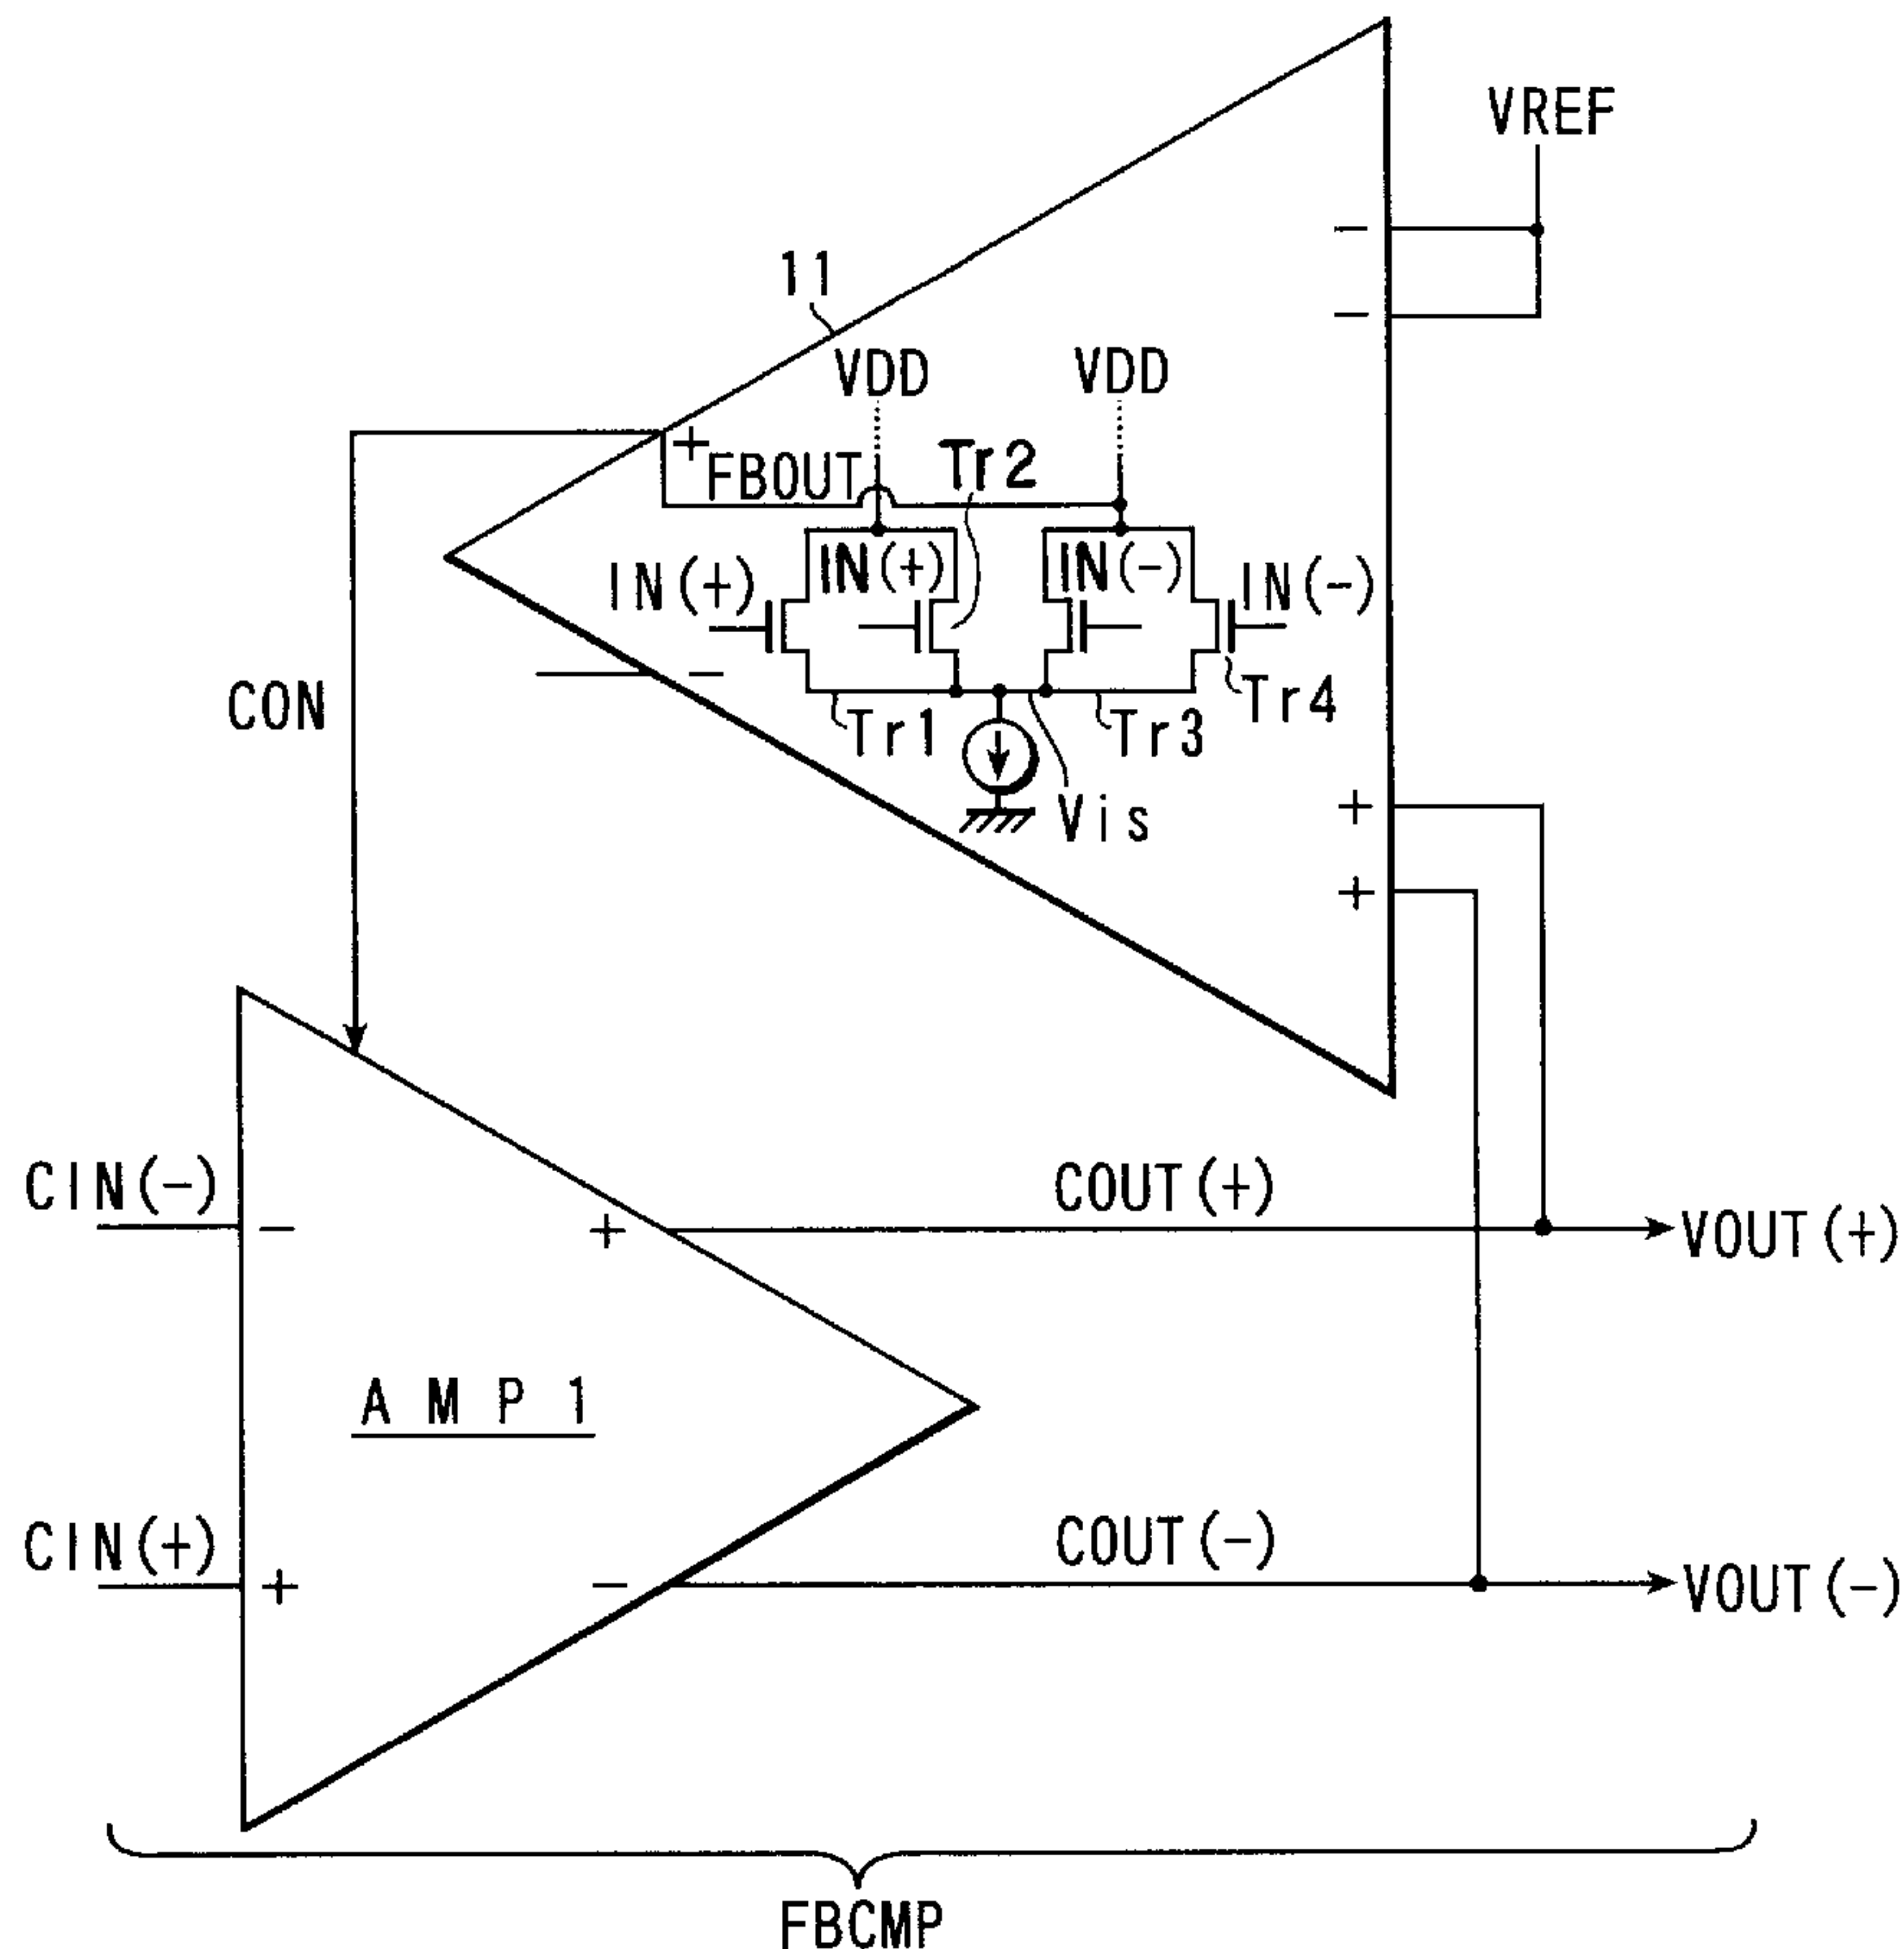 VREF
−
−
11
VDD VDD
+
FBOUT Tr2
IN(+) IN(+) IN(-) IN(-)
−
CON
Tr1 Tr3 Tr4
Vis
+
+
CIN(-)
−
+
COUT(+)
VOUT(+)
AMP1
CIN(+)
+
−
COUT(-)
VOUT(-)
FBCMP